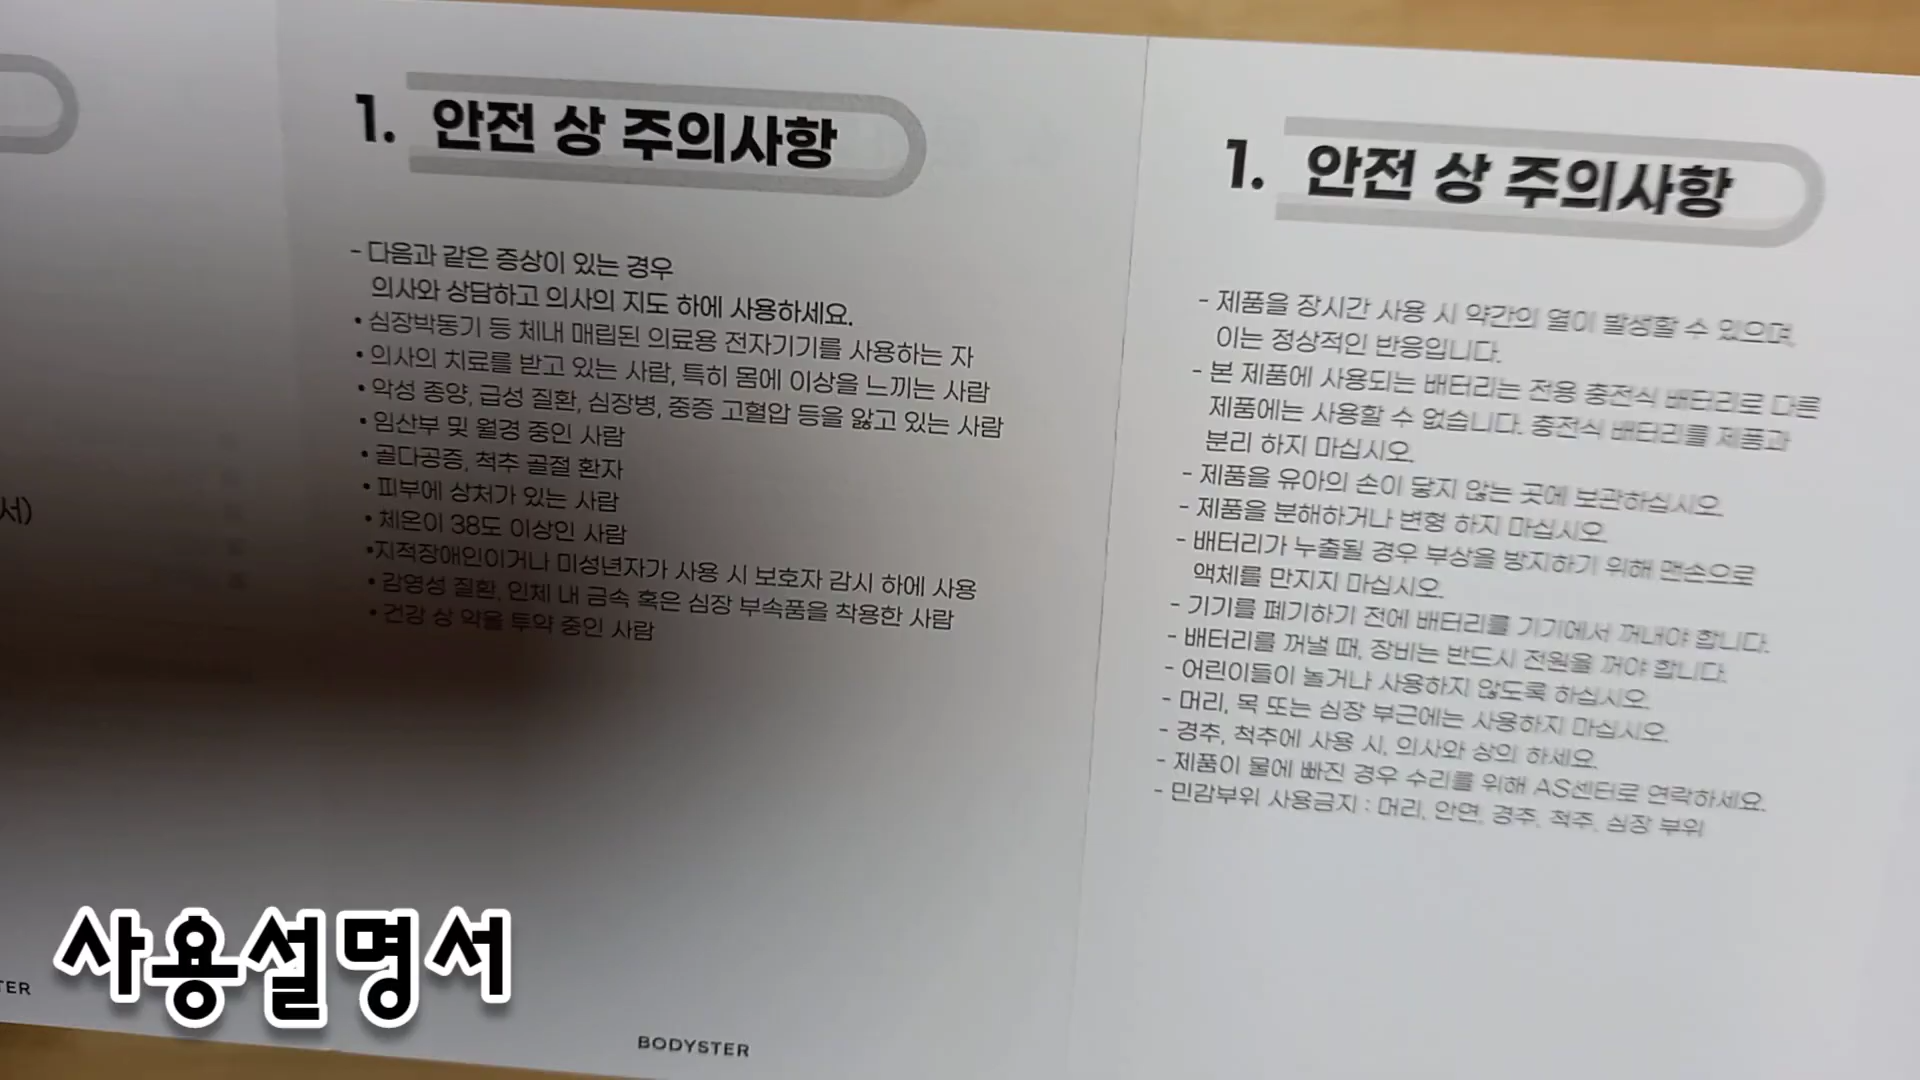 1. 안전 상 주의사항
- 다음과 같은 증상이 있는 경우
의사와 상담하고 의사의 지도 하에 사용하세요.
• 심장박동기 등 체내 매립된 의료용 전자기기를 사용하는 자
• 의사의 치료를 받고 있는 사람, 특히 몸에 이상을 느끼는 사람
• 악성 종양, 급성 질환, 심장병, 중증 고혈압 등을 앓고 있는 사람
• 임산부 및 월경 중인 사람
• 골다공증, 척추 골절 환자
• 피부에 상처가 있는 사람
• 체온이 38도 이상인 사람
•지적장애인이거나 미성년자가 사용 시 보호자 감시 하에 사용
• 감염성 질환, 인체 내 금속 혹은 심장 부속품을 착용한 사람
• 건강 상 약을 투약 중인 사람
BODYSTER
1. 안전 상 주의사항
- 제품을 장시간 사용 시 약간의 열이 발생할 수 있으며,
이는 정상적인 반응입니다.
- 본 제품에 사용되는 배터리는 전용 충전식 배터리로 다른
제품에는 사용할 수 없습니다. 충전식 배터리를 제품과
분리 하지 마십시오.
- 제품을 유아의 손이 닿지 않는 곳에 보관하십시오.
- 제품을 분해하거나 변형 하지 마십시오.
- 배터리가 누출될 경우 부상을 방지하기 위해 맨손으로
액체를 만지지 마십시오.
- 기기를 폐기하기 전에 배터리를 기기에서 꺼내야 합니다.
- 배터리를 꺼낼 때, 장비는 반드시 전원을 꺼야 합니다.
- 어린이들이 놀거나 사용하지 않도록 하십시오.
- 머리, 목 또는 심장 부근에는 사용하지 마십시오.
- 경추, 척추에 사용 시, 의사와 상의 하세요.
- 제품이 물에 빠진 경우 수리를 위해 AS센터로 연락하세요.
- 민감부위 사용금지 : 머리, 안면, 경추, 척추, 심장 부위
서)
TER
사용설명서